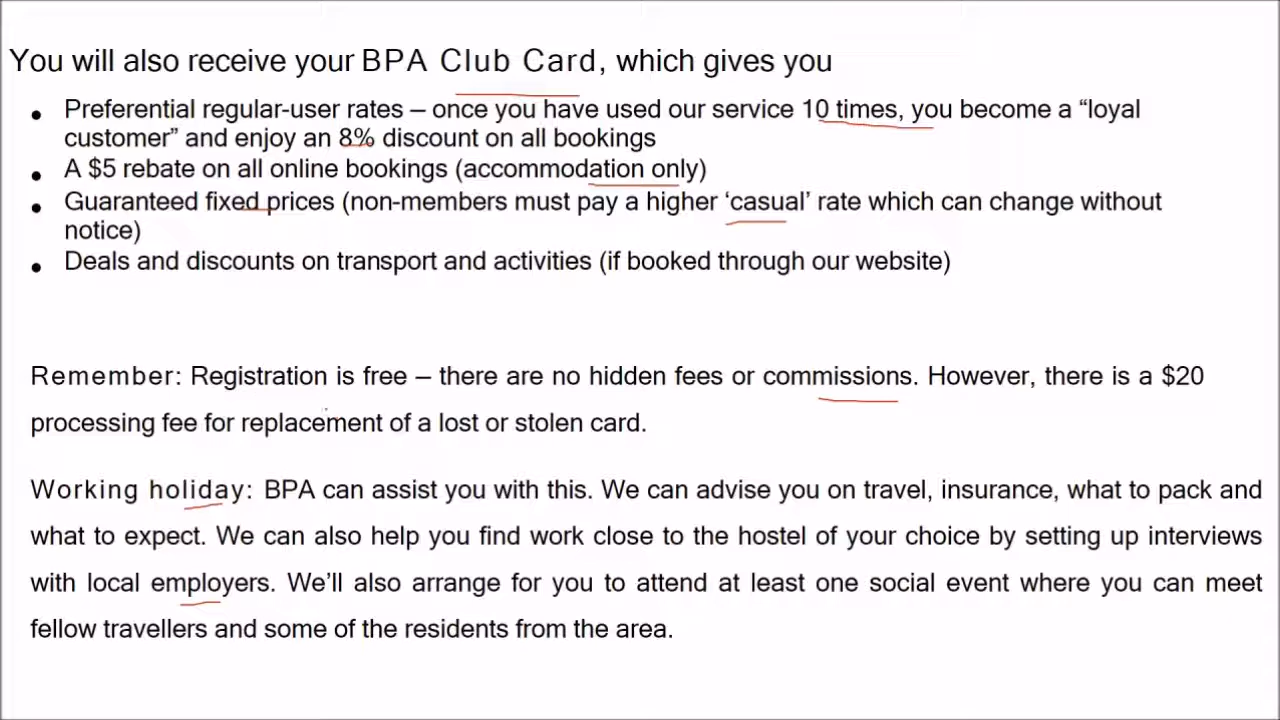 You will also receive your BPA Club Card, which gives you
• Preferential regular-user rates – once you have used our service 10 times, you become a “loyal
customer” and enjoy an 8% discount on all bookings
• A $5 rebate on all online bookings (accommodation only)
• Guaranteed fixed prices (non-members must pay a higher ‘casual’ rate which can change without
notice)
• Deals and discounts on transport and activities (if booked through our website)
Remember: Registration is free – there are no hidden fees or commissions. However, there is a $20
processing fee for replacement of a lost or stolen card.
Working holiday: BPA can assist you with this. We can advise you on travel, insurance, what to pack and
what to expect. We can also help you find work close to the hostel of your choice by setting up interviews
with local employers. We’ll also arrange for you to attend at least one social event where you can meet
fellow travellers and some of the residents from the area.